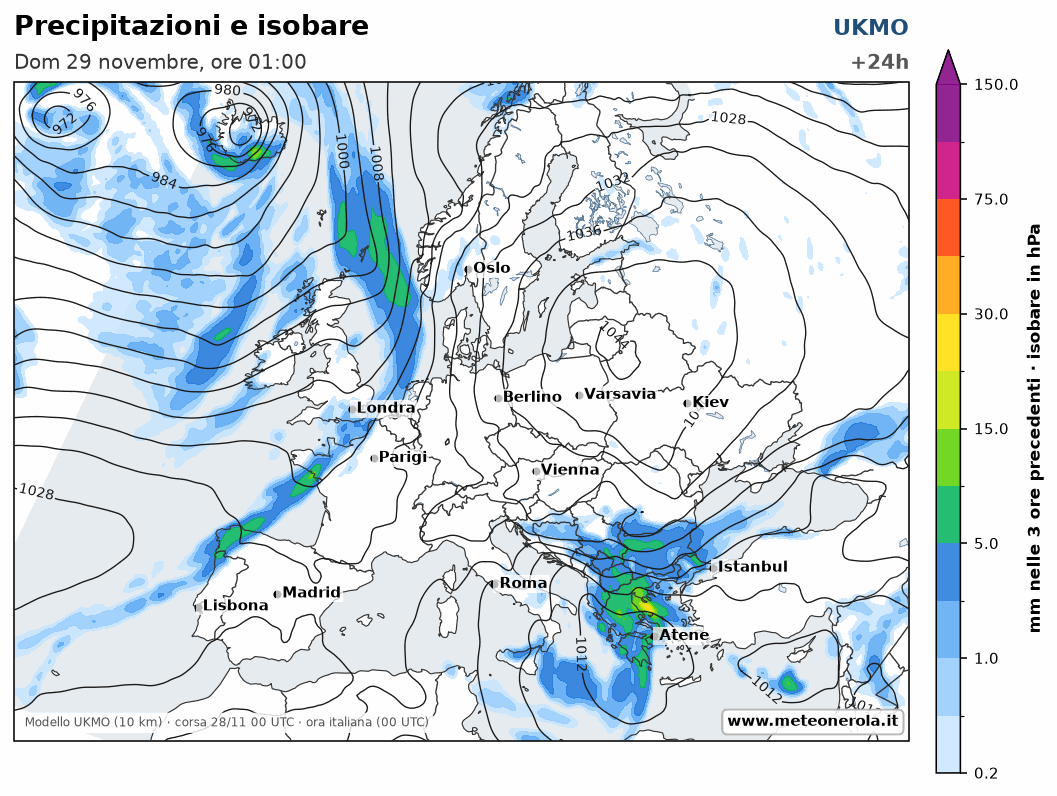 Precipitazioni e isobare
UKMO
Dom 29 novembre, ore 01:00
+24h
976
972
980
976
972
984
1000
1008
1028
1032
1036
1028
1012
1012
Oslo
Londra
Berlino
Varsavia
Kiev
Parigi
Vienna
Istanbul
Roma
Madrid
Lisbona
Atene
Modello UKMO (10 km) · corsa 28/11 00 UTC · ora italiana (00 UTC)
www.meteonerola.it
150.0
75.0
30.0
15.0
5.0
1.0
0.2
mm nelle 3 ore precedenti · isobare in hPa